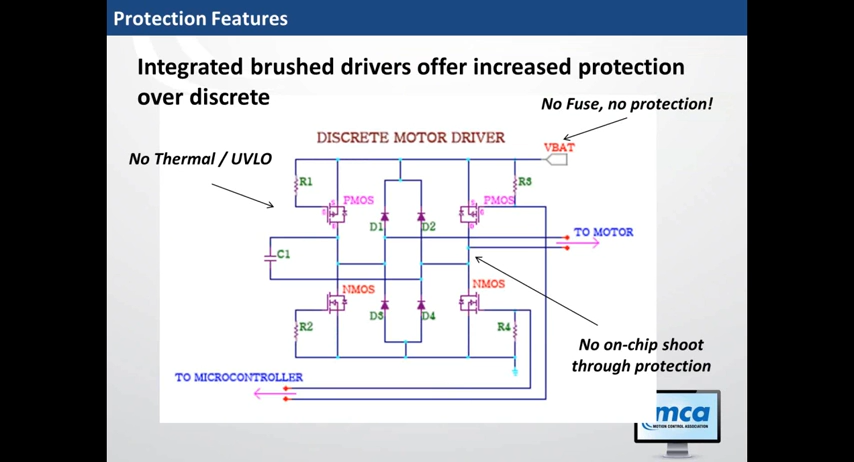 Protection Features
Integrated brushed drivers offer increased protection
over discrete
No Fuse, no protection!
DISCRETE MOTOR DRIVER
VBAT
No Thermal / UVLO
R1
R3
PMOS
PMOS
D1
D2
TO MOTOR
C1
NMOS
NMOS
D3
D4
R2
R4
No on-chip shoot
through protection
TO MICROCONTROLLER
mca
MOTION CONTROL ASSOCIATION